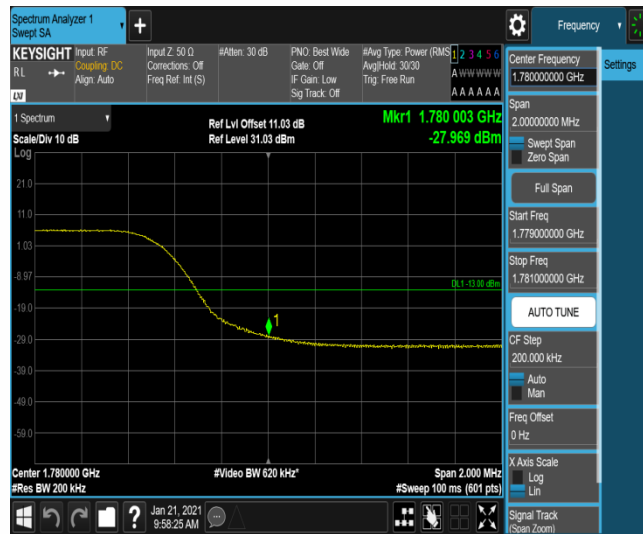 Spectrum Analyzer 1
Swept SA
Frequency
KEYSIGHT
R L
LXI
Input: RF
Coupling: DC
Align: Auto
Input Z: 50 Ω
Corrections: Off
Freq Ref: Int (S)
#Atten: 30 dB
PNO: Best Wide
Gate: Off
IF Gain: Low
Sig Track: Off
#Avg Type: Power (RMS
Avg|Hold: 30/30
Trig: Free Run
1 2 3 4 5 6
A W W W W W
A A A A A A
Center Frequency
1.780000000 GHz
Settings
Span
2.00000000 MHz
Swept Span
Zero Span
Full Span
Start Freq
1.779000000 GHz
Stop Freq
1.781000000 GHz
AUTO TUNE
CF Step
200.000 kHz
Auto
Man
Freq Offset
0 Hz
X Axis Scale
Log
Lin
Signal Track
(Span Zoom)
1 Spectrum
Scale/Div 10 dB
Log
Ref Lvl Offset 11.03 dB
Ref Level 31.03 dBm
Mkr1 1.780 003 GHz
-27.969 dBm
21.0
11.0
1.03
-8.97
DL1 -13.00 dBm
-19.0
1
-29.0
-39.0
-49.0
-59.0
Center 1.780000 GHz
#Res BW 200 kHz
#Video BW 620 kHz*
Span 2.000 MHz
#Sweep 100 ms (601 pts)
?
Jan 21, 2021
9:58:25 AM